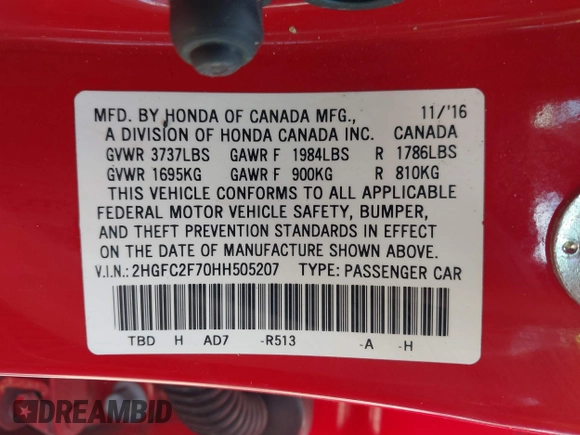 MFD. BY HONDA OF CANADA MFG., 11/'16
A DIVISION OF HONDA CANADA INC. CANADA
GVWR 3737LBS GAWR F 1984LBS R 1786LBS
GVWR 1695KG GAWR F 900KG R 810KG
THIS VEHICLE CONFORMS TO ALL APPLICABLE
FEDERAL MOTOR VEHICLE SAFETY, BUMPER,
AND THEFT PREVENTION STANDARDS IN EFFECT
ON THE DATE OF MANUFACTURE SHOWN ABOVE.
V.I.N.: 2HGFC2F70HH505207 TYPE: PASSENGER CAR
TBD H AD7 -R513 -A -H
DREAMBID